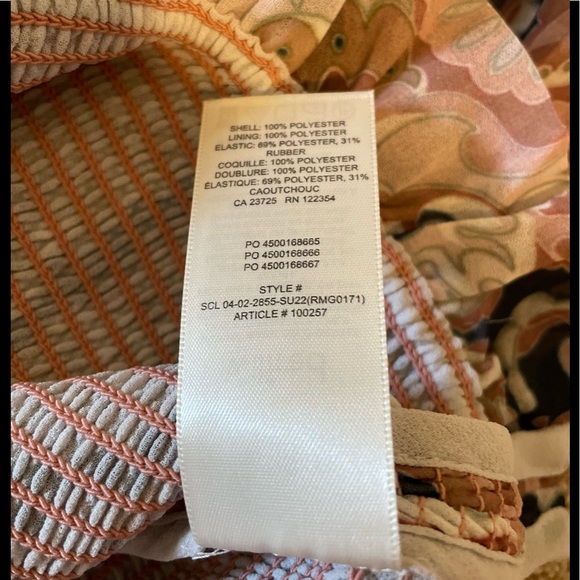 SHELL: 100% POLYESTER
LINING: 100% POLYESTER
ELASTIC: 69% POLYESTER, 31%
RUBBER
COQUILLE: 100% POLYESTER
DOUBLURE: 100% POLYESTER
ÉLASTIQUE: 69% POLYESTER, 31%
CAOUTCHOUC
CA 23725 RN 122354
PO 4500168665
PO 4500168666
PO 4500168667
STYLE #
SCL 04-02-2855-SU22(RMG0171)
ARTICLE # 100257